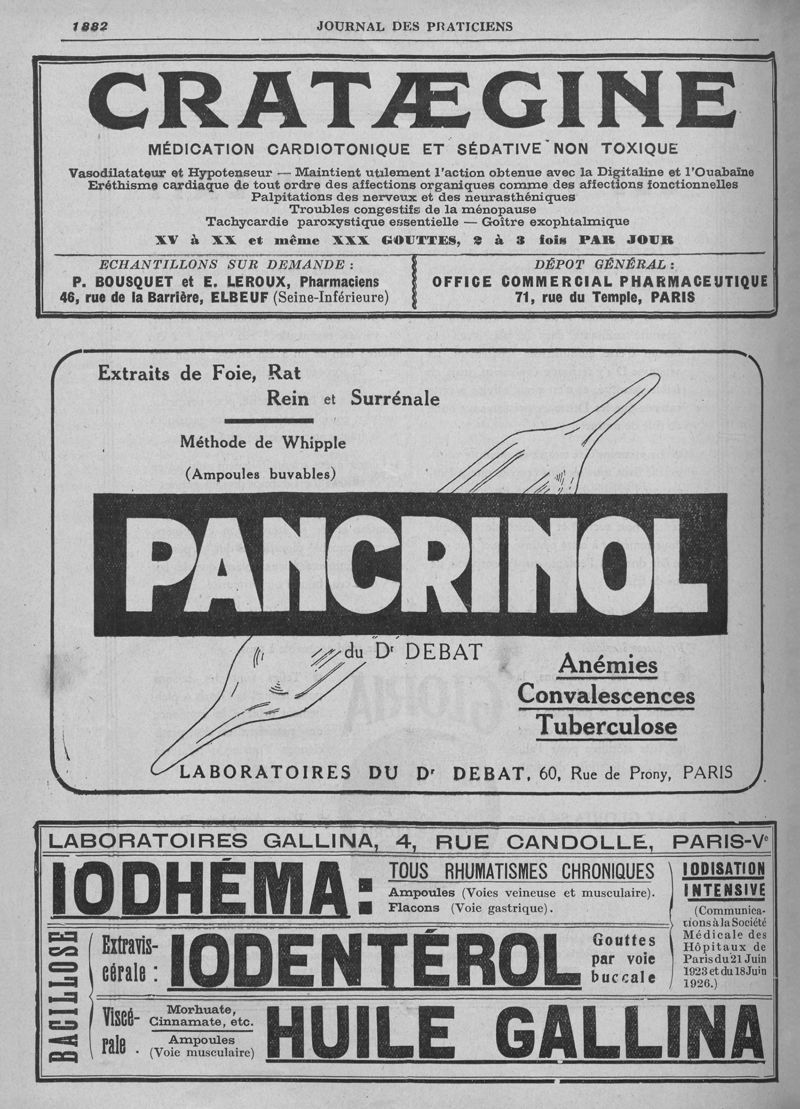 1882
JOURNAL DES PRATICIENS
CRATÆGINE
MÉDICATION CARDIOTONIQUE ET SÉDATIVE NON TOXIQUE
Vasodilatateur et Hypotenseur — Maintient utilement l'action obtenue avec la Digitaline et l'Ouabaïne
Eréthisme cardiaque de tout ordre des affections organiques comme des affections fonctionnelles
Palpitations des nerveux et des neurasthéniques
Troubles congestifs de la ménopause
Tachycardie paroxystique essentielle — Goître exophtalmique
XV à XX et même XXX GOUTTES, 2 à 3 fois PAR JOUR
ECHANTILLONS SUR DEMANDE :
P. BOUSQUET et E. LEROUX, Pharmaciens
46, rue de la Barrière, ELBEUF (Seine-Inférieure)
DÉPOT GÉNÉRAL :
OFFICE COMMERCIAL PHARMACEUTIQUE
71, rue du Temple, PARIS
Extraits de Foie, Rat
Rein et Surrénale
Méthode de Whipple
(Ampoules buvables)
PANCRINOL
du Dr DEBAT
Anémies
Convalescences
Tuberculose
LABORATOIRES DU Dr DEBAT, 60, Rue de Prony, PARIS
LABORATOIRES GALLINA, 4, RUE CANDOLLE, PARIS-Ve
IODHÉMA :
TOUS RHUMATISMES CHRONIQUES
Ampoules (Voies veineuse et musculaire).
Flacons (Voie gastrique).
IODISATION
INTENSIVE
(Communica-
tions à la Société
Médicale des
Hôpitaux de
Paris du 21 Juin
1923 et du 18 Juin
1926.)
BACILLOSE
Extravis-
cérale :
IODENTÉROL
Gouttes
par voie
buccale
Viscé-
rale .
Morhuate,
Cinnamate, etc.
Ampoules
(Voie musculaire)
HUILE GALLINA